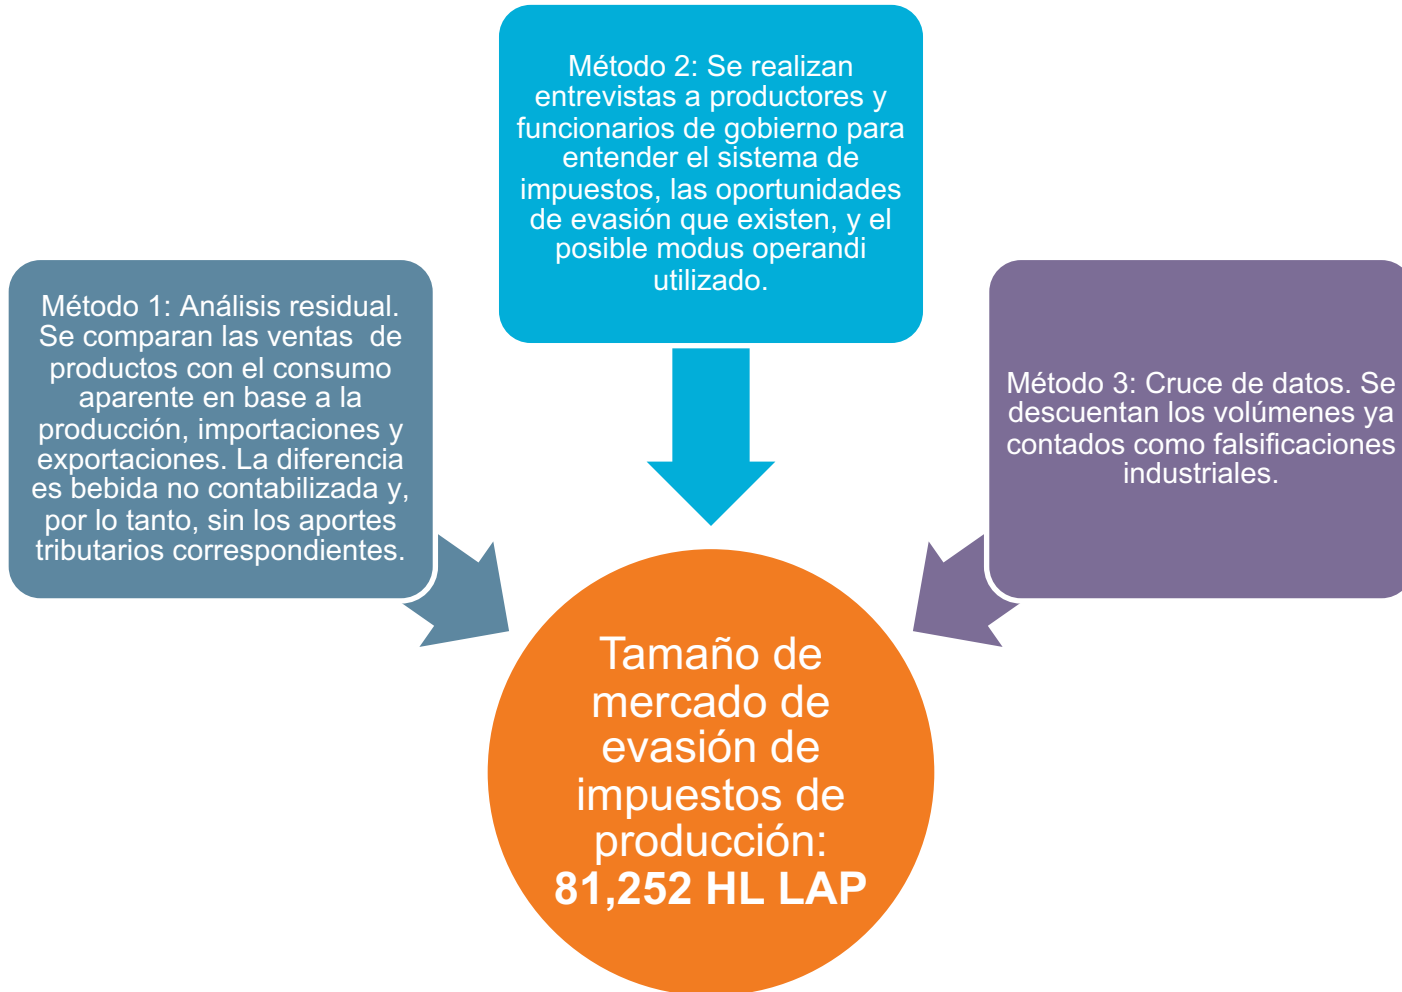 Método 2: Se realizan
entrevistas a productores y
funcionarios de gobierno para
entender el sistema de
impuestos, las oportunidades
de evasión que existen, y el
posible modus operandi
utilizado.
Método 1: Análisis residual.
Se comparan las ventas de
productos con el consumo
aparente en base a la
producción, importaciones y
exportaciones. La diferencia
es bebida no contabilizada y,
por lo tanto, sin los aportes
tributarios correspondientes.
Método 3: Cruce de datos. Se
descuentan los volúmenes ya
contados como falsificaciones
industriales.
Tamaño de
mercado de
evasión de
impuestos de
producción:
81,252 HL LAP